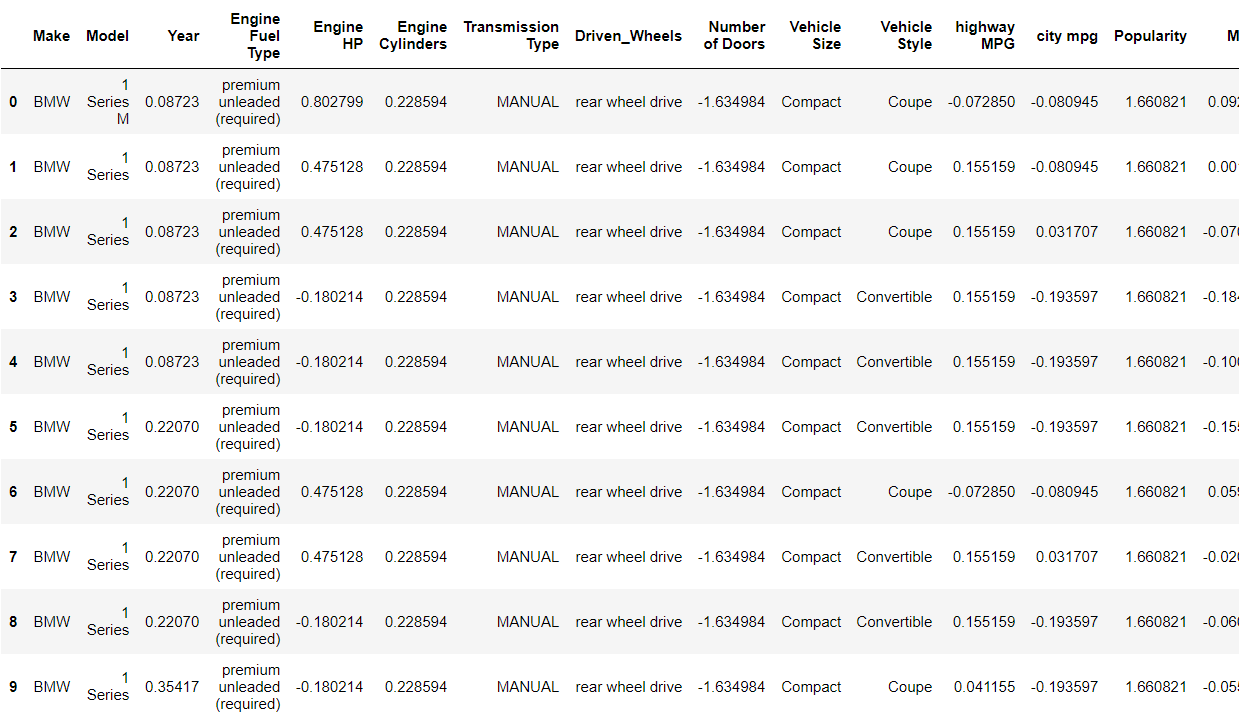 Make Model Year Engine Fuel Type Engine HP Engine Cylinders Transmission Type Driven_Wheels Number of Doors Vehicle Size Vehicle Style highway MPG city mpg Popularity
0 BMW 1 Series M 0.08723 premium unleaded (required) 0.802799 0.228594 MANUAL rear wheel drive -1.634984 Compact Coupe -0.072850 -0.080945 1.660821
1 BMW 1 Series 0.08723 premium unleaded (required) 0.475128 0.228594 MANUAL rear wheel drive -1.634984 Compact Coupe 0.155159 -0.080945 1.660821
2 BMW 1 Series 0.08723 premium unleaded (required) 0.475128 0.228594 MANUAL rear wheel drive -1.634984 Compact Coupe 0.155159 0.031707 1.660821
3 BMW 1 Series 0.08723 premium unleaded (required) -0.180214 0.228594 MANUAL rear wheel drive -1.634984 Compact Convertible 0.155159 -0.193597 1.660821
4 BMW 1 Series 0.08723 premium unleaded (required) -0.180214 0.228594 MANUAL rear wheel drive -1.634984 Compact Convertible 0.155159 -0.193597 1.660821
5 BMW 1 Series 0.22070 premium unleaded (required) -0.180214 0.228594 MANUAL rear wheel drive -1.634984 Compact Convertible 0.155159 -0.193597 1.660821
6 BMW 1 Series 0.22070 premium unleaded (required) 0.475128 0.228594 MANUAL rear wheel drive -1.634984 Compact Coupe -0.072850 -0.080945 1.660821
7 BMW 1 Series 0.22070 premium unleaded (required) 0.475128 0.228594 MANUAL rear wheel drive -1.634984 Compact Convertible 0.155159 0.031707 1.660821
8 BMW 1 Series 0.22070 premium unleaded (required) -0.180214 0.228594 MANUAL rear wheel drive -1.634984 Compact Convertible 0.155159 -0.193597 1.660821
9 BMW 1 Series 0.35417 premium unleaded (required) -0.180214 0.228594 MANUAL rear wheel drive -1.634984 Compact Coupe 0.041155 -0.193597 1.660821